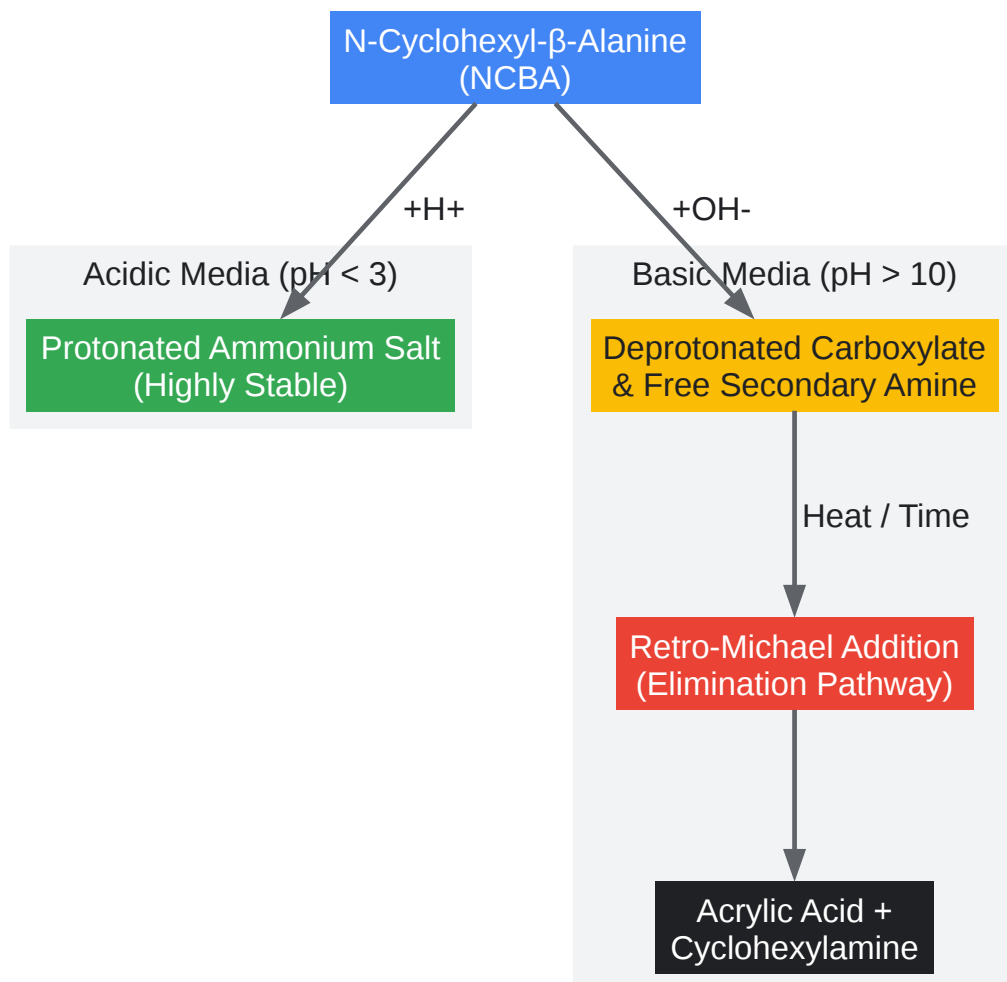 N-Cyclohexyl-β-Alanine
(NCBA)
+H+
+OH-
Acidic Media (pH < 3)
Basic Media (pH > 10)
Protonated Ammonium Salt
(Highly Stable)
Deprotonated Carboxylate
& Free Secondary Amine
Heat / Time
Retro-Michael Addition
(Elimination Pathway)
Acrylic Acid +
Cyclohexylamine